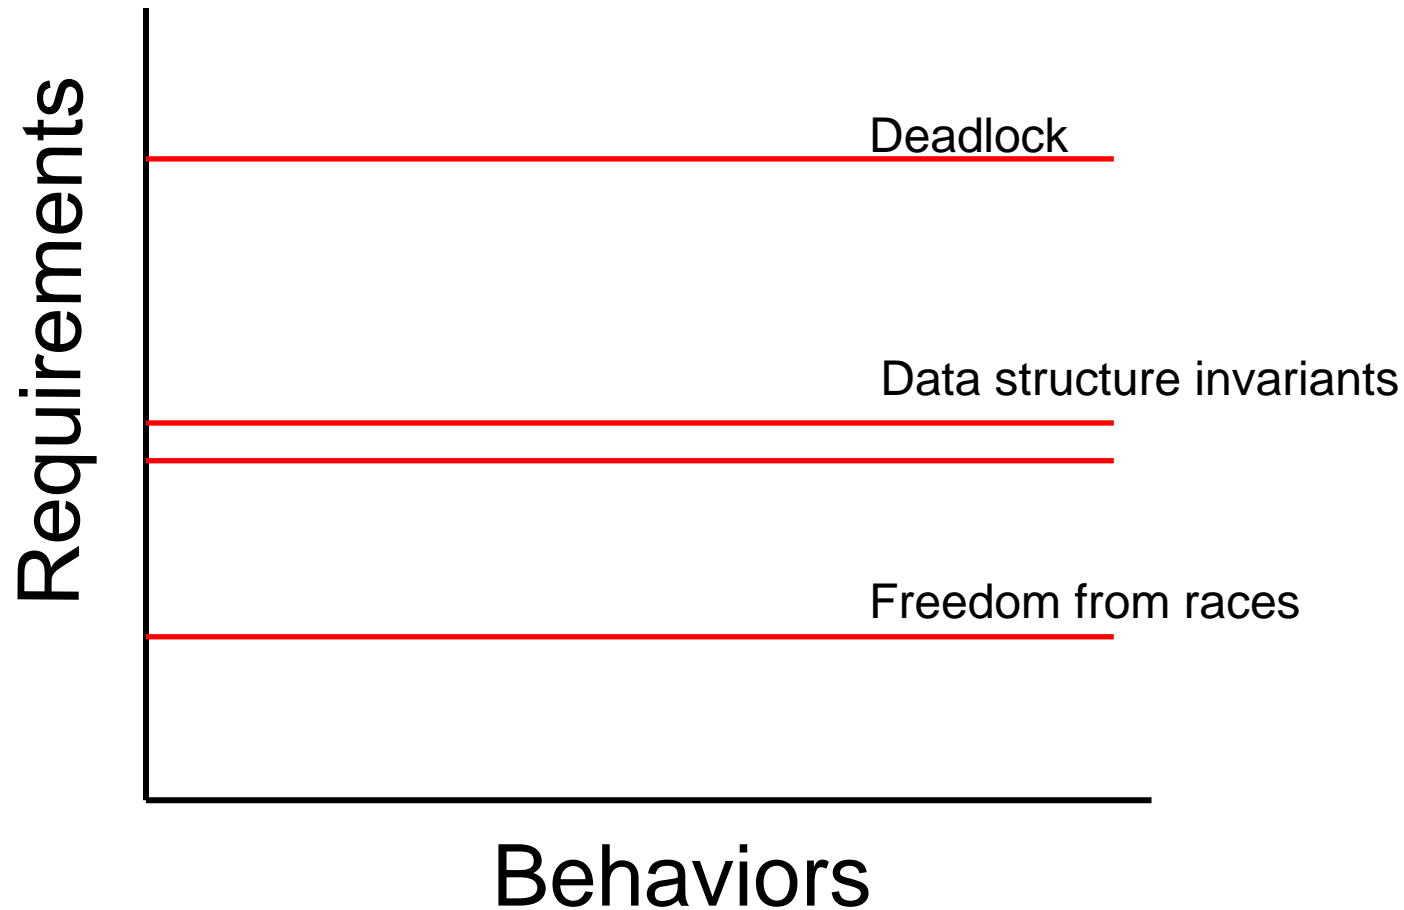 Requirements
Deadlock
Data structure invariants
Freedom from races
Behaviors